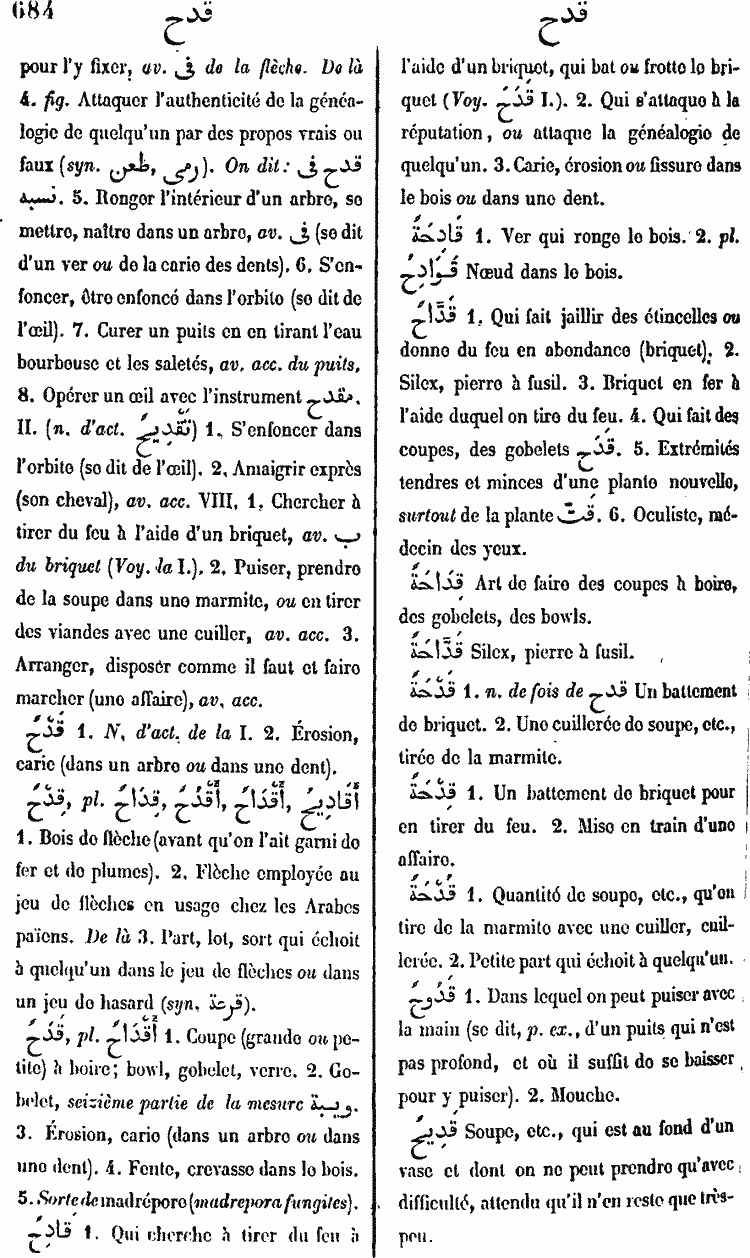 684
قدح
قدح
pour l'y fixer, av. فى de la flèche. De là
4. fig. Attaquer l'authenticité de la généa-
logie de quelqu'un par des propos vrais ou
faux (syn. طعن, رمى). On dit: قدح فى
نسبه. 5. Ronger l'intérieur d'un arbre, se
mettre, naître dans un arbre, av. فى (se dit
d'un ver ou de la carie des dents). 6. S'en-
foncer, être enfoncé dans l'orbite (se dit de
l'œil). 7. Curer un puits en en tirant l'eau
bourbeuse et les saletés, av. acc. du puits.
8. Opérer un œil avec l'instrument مقدح.
II. (n. d'act. تَقْدِيحٌ) 1. S'enfoncer dans
l'orbite (se dit de l'œil). 2. Amaigrir exprès
(son cheval), av. acc. VIII. 1. Chercher à
tirer du feu à l'aide d'un briquet, av. ب
du briquet (Voy. la I.). 2. Puiser, prendre
de la soupe dans une marmite, ou en tirer
des viandes avec une cuiller, av. acc. 3.
Arranger, disposer comme il faut et faire
marcher (une affaire), av. acc.
قَدْحٌ 1. N. d'act. de la I. 2. Érosion,
carie (dans un arbre ou dans une dent).
قِدْحٌ, pl. قِدَاحٌ, أَقْدُحٌ, أَقْدَاحٌ, أَقَادِيحُ
1. Bois de flèche (avant qu'on l'ait garni de
fer et de plumes). 2. Flèche employée au
jeu de flèches en usage chez les Arabes
païens. De là 3. Part, lot, sort qui échoit
à quelqu'un dans le jeu de flèches ou dans
un jeu de hasard (syn. قرعة).
قَدَحٌ, pl. أَقْدَاحٌ 1. Coupe (grande ou pe-
tite) à boire; bowl, gobelet, verre. 2. Go-
belet, seizième partie de la mesure ويبة.
3. Érosion, carie (dans un arbre ou dans
une dent). 4. Fente, crevasse dans le bois.
5. Sorte de madrépore (madrepora fungites).
قَادِحٌ 1. Qui cherche à tirer du feu à
l'aide d'un briquet, qui bat ou frotte le bri-
quet (Voy. قَدَحَ I.). 2. Qui s'attaque à la
réputation, ou attaque la généalogie de
quelqu'un. 3. Carie, érosion ou fissure dans
le bois ou dans une dent.
قَادِحَةٌ 1. Ver qui ronge le bois. 2. pl.
قَوَادِحُ Nœud dans le bois.
قَدَّاحٌ 1. Qui fait jaillir des étincelles ou
donne du feu en abondance (briquet). 2.
Silex, pierre à fusil. 3. Briquet en fer à
l'aide duquel on tire du feu. 4. Qui fait des
coupes, des gobelets قَدَح. 5. Extrémités
tendres et minces d'une plante nouvelle,
surtout de la plante قتّ. 6. Oculiste, mé-
decin des yeux.
قِدَاحَةٌ Art de faire des coupes à boire,
des gobelets, des bowls.
قَدَّاحَةٌ Silex, pierre à fusil.
قَدْحَةٌ 1. n. de fois de قدح Un battement
de briquet. 2. Une cuillerée de soupe, etc.,
tirée de la marmite.
قِدْحَةٌ 1. Un battement de briquet pour
en tirer du feu. 2. Mise en train d'une
affaire.
قُدْحَةٌ 1. Quantité de soupe, etc., qu'on
tire de la marmite avec une cuiller, cuil-
lerée. 2. Petite part qui échoit à quelqu'un.
قَدُوحٌ 1. Dans lequel on peut puiser avec
la main (se dit, p. ex., d'un puits qui n'est
pas profond, et où il suffit de se baisser
pour y puiser). 2. Mouche.
قَدِيحٌ Soupe, etc., qui est au fond d'un
vase et dont on ne peut prendre qu'avec
difficulté, attendu qu'il n'en reste que très-
peu.